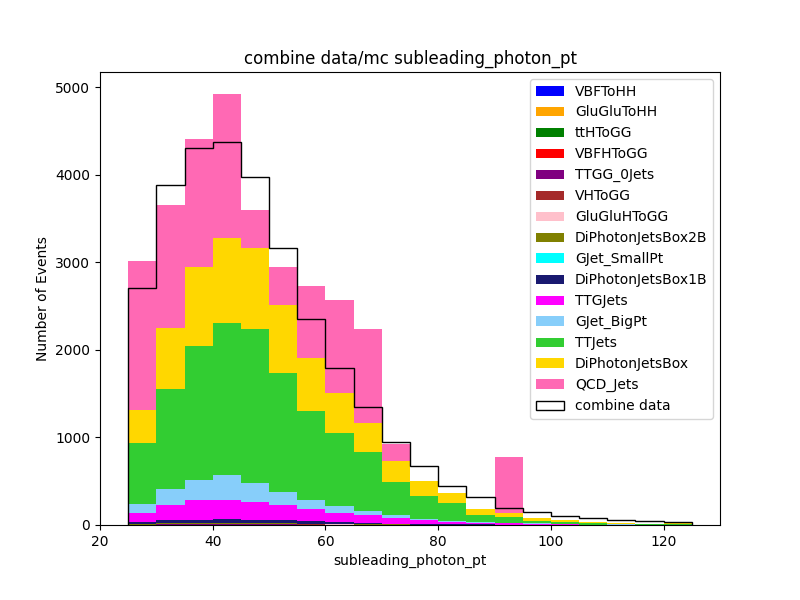 combine data/mc subleading_photon_pt
5000
4000
3000
2000
1000
0
Number of Events
20
40
60
80
100
120
subleading_photon_pt
VBFToHH
GluGluToHH
ttHToGG
VBFHToGG
TTGG_0Jets
VHToGG
GluGluHToGG
DiPhotonJetsBox2B
GJet_SmallPt
DiPhotonJetsBox1B
TTGJets
GJet_BigPt
TTJets
DiPhotonJetsBox
QCD_Jets
combine data